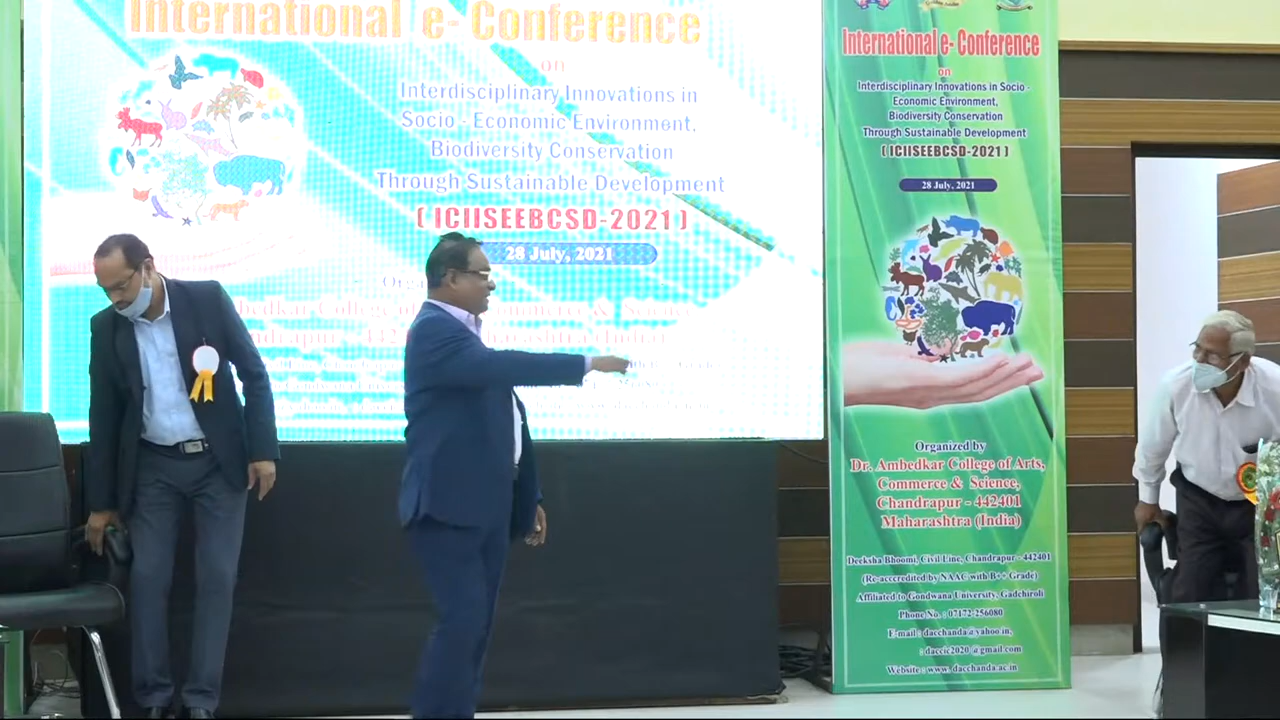 International e- Conference
on
Interdisciplinary Innovations in
Socio - Economic Environment,
Biodiversity Conservation
Through Sustainable Development
( ICIISEEBCSD-2021 )
28 July, 2021
International e- Conference
on
Interdisciplinary Innovations in Socio -
Economic Environment,
Biodiversity Conservation
Through Sustainable Development
( ICIISEEBCSD-2021 )
28 July, 2021
Organized by
Dr. Ambedkar College of Arts,
Commerce & Science,
Chandrapur - 442401
Maharashtra (India)
Deeksha Bhoomi, Civil Line, Chandrapur - 442401
(Re-acccredited by NAAC with B++ Grade)
Affiliated to Gondwana University, Gadchiroli
Phone No. : 07172-256080
E-mail : dacchanda@yahoo.in,
: daccic2020@gmail.com
Website : www. dacchanda.ac.in